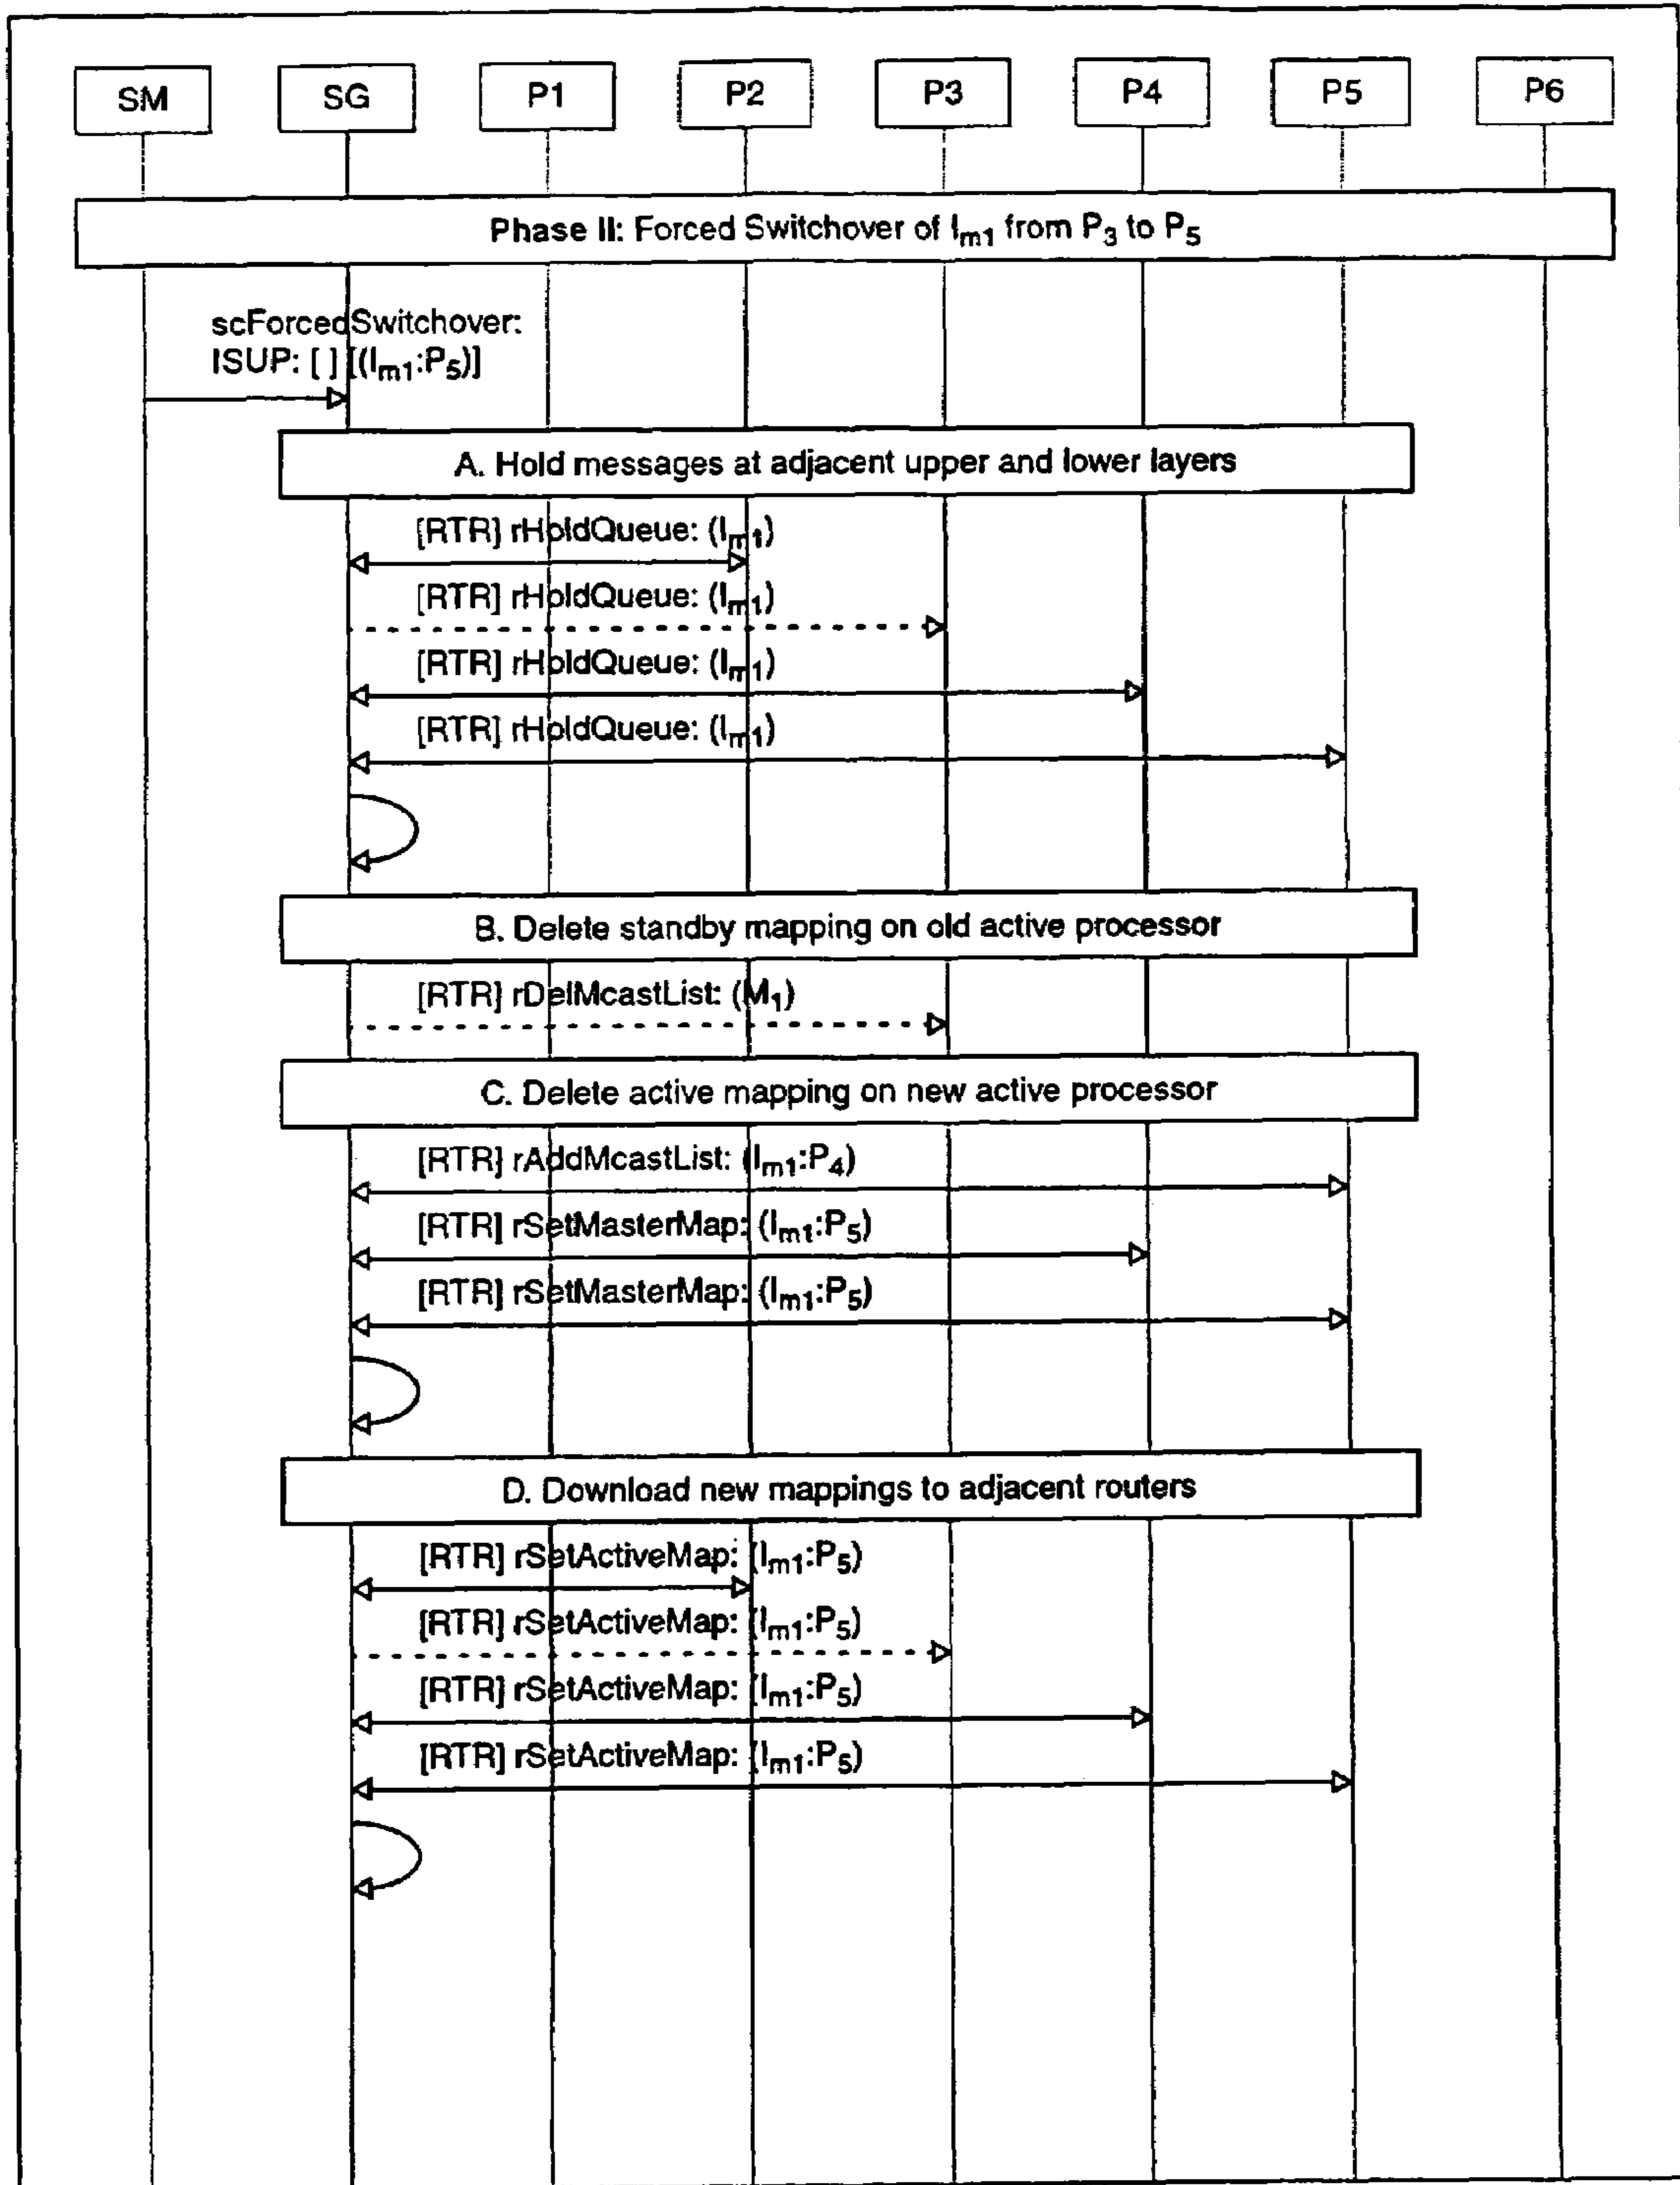 SM SG P1 P2 P3 P4 P5 P6
Phase II: Forced Switchover of Im1 from P3 to P5
scForcedSwitchover:
ISUP: [ ] [(Im1:P5)]
A. Hold messages at adjacent upper and lower layers
[RTR] rHoldQueue: (Im1)
[RTR] rHoldQueue: (Im1)
[RTR] rHoldQueue: (Im1)
[RTR] rHoldQueue: (Im1)
B. Delete standby mapping on old active processor
[RTR] rDelMcastList: (M1)
C. Delete active mapping on new active processor
[RTR] rAddMcastList: (Im1:P4)
[RTR] rSetMasterMap: (Im1:P5)
[RTR] rSetMasterMap: (Im1:P5)
D. Download new mappings to adjacent routers
[RTR] rSetActiveMap: (Im1:P5)
[RTR] rSetActiveMap: (Im1:P5)
[RTR] rSetActiveMap: (Im1:P5)
[RTR] rSetActiveMap: (Im1:P5)